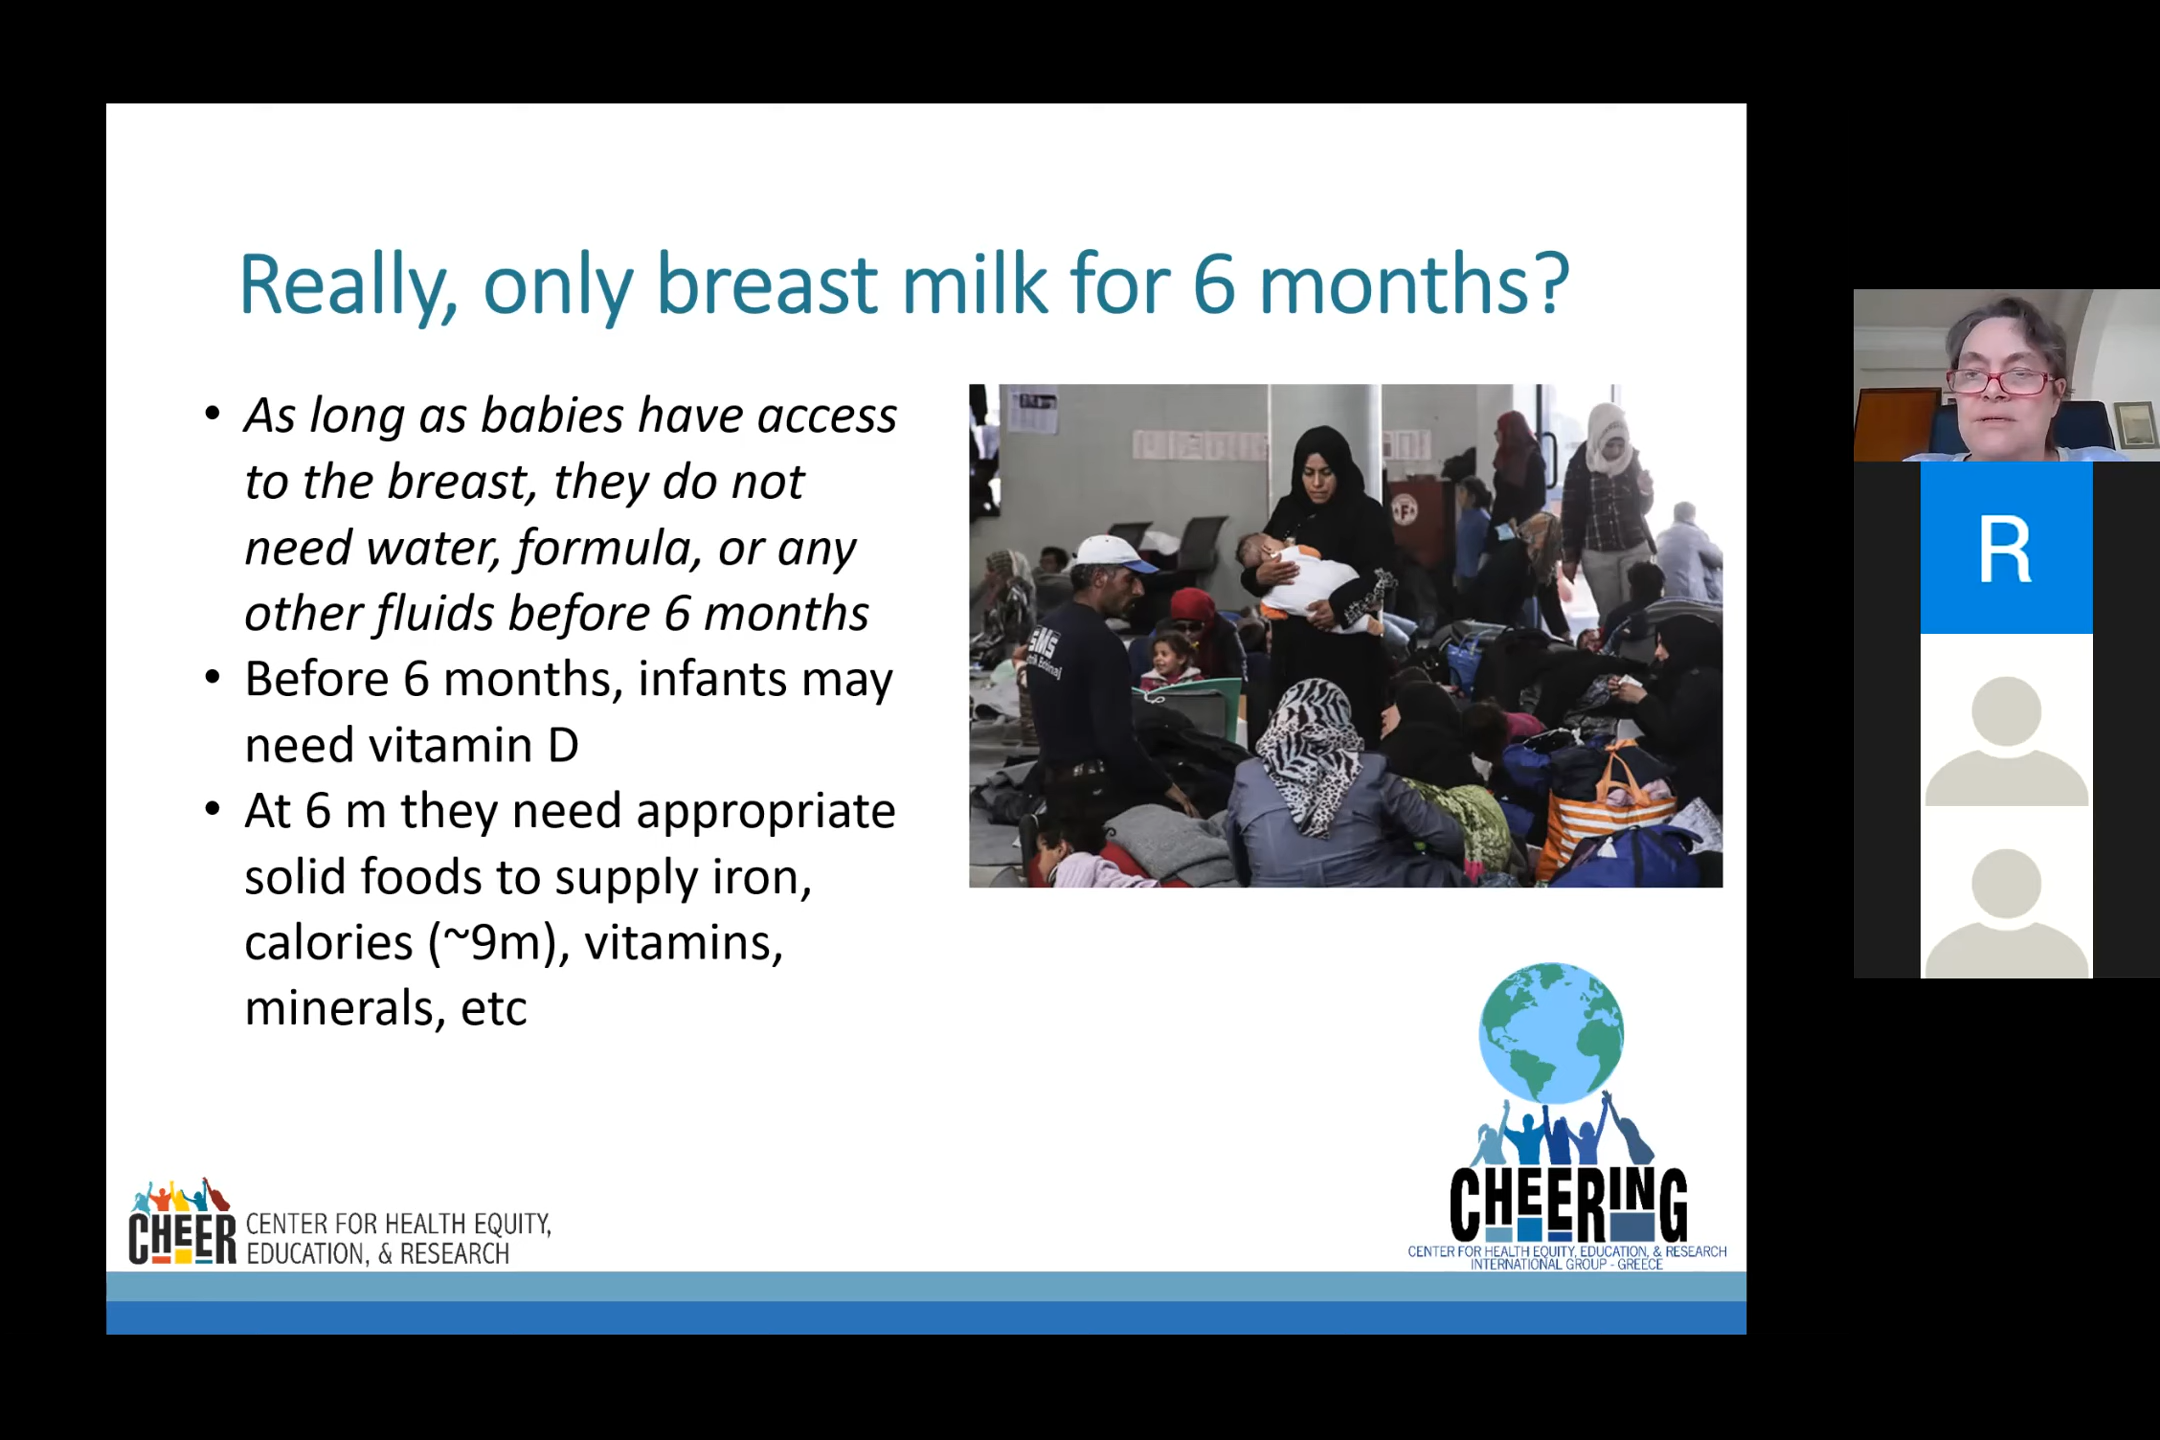 Really, only breast milk for 6 months?
• As long as babies have access
to the breast, they do not
need water, formula, or any
other fluids before 6 months
• Before 6 months, infants may
need vitamin D
• At 6 m they need appropriate
solid foods to supply iron,
calories (~9m), vitamins,
minerals, etc
SMS
F
CHEER
CENTER FOR HEALTH EQUITY,
EDUCATION, & RESEARCH
CHEERING
CENTER FOR HEALTH EQUITY, EDUCATION, & RESEARCH
INTERNATIONAL GROUP - GREECE
R